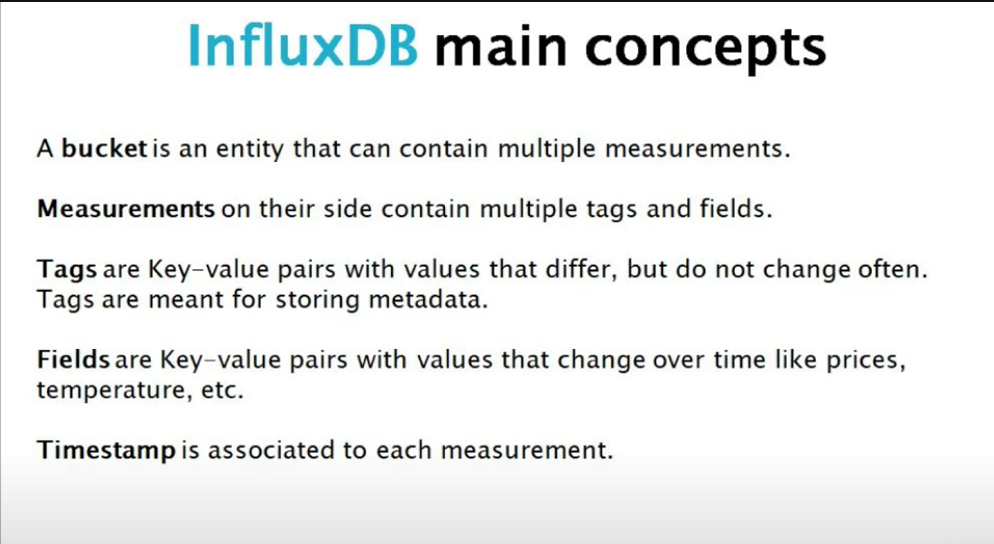 InfluxDB main concepts
A bucket is an entity that can contain multiple measurements.
Measurements on their side contain multiple tags and fields.
Tags are Key-value pairs with values that differ, but do not change often.
Tags are meant for storing metadata.
Fields are Key-value pairs with values that change over time like prices,
temperature, etc.
Timestamp is associated to each measurement.